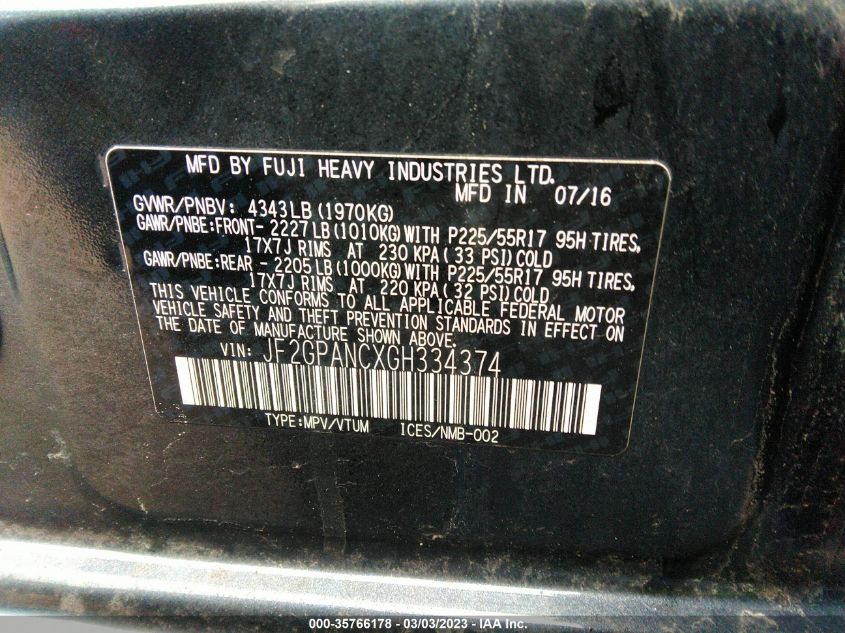 MFD BY FUJI HEAVY INDUSTRIES LTD.
MFD IN 07/16
GVWR/PNBV: 4343LB (1970KG)
GAWR/PNBE:FRONT- 2227LB (1010KG) WITH P225/55R17 95H TIRES,
17X7J RIMS AT 230 KPA ( 33 PSI) COLD
GAWR/PNBE:REAR - 2205LB (1000KG) WITH P225/55R17 95H TIRES,
17X7J RIMS AT 220 KPA ( 32 PSI) COLD
THIS VEHICLE CONFORMS TO ALL APPLICABLE FEDERAL MOTOR
VEHICLE SAFETY AND THEFT PREVENTION STANDARDS IN EFFECT ON
THE DATE OF MANUFACTURE SHOWN ABOVE.
VIN: JF2GPANCXGH334374
TYPE:MPV/VTUM ICES/NMB-002
000-35766178 - 03/03/2023 - © IAA Inc.